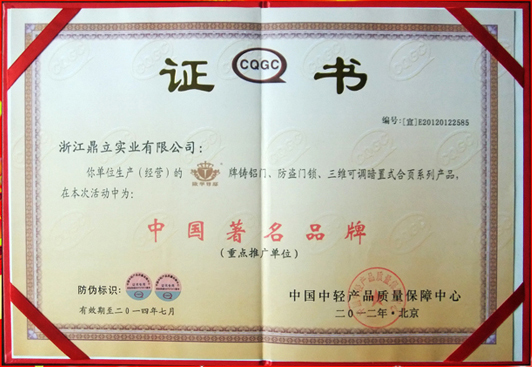 证 CQGC 书
编号:[宣]E20120122585
浙江鼎立实业有限公司:
你单位生产(经营)的 牌铸铝门、防盗门锁、三维可调暗置式合页系列产品,
在本次活动中为:
中国著名品牌
(重点推广单位)
防伪标识:
中国中轻产品质量保障中心
有效期至二〇一四年七月
二〇一二年·北京